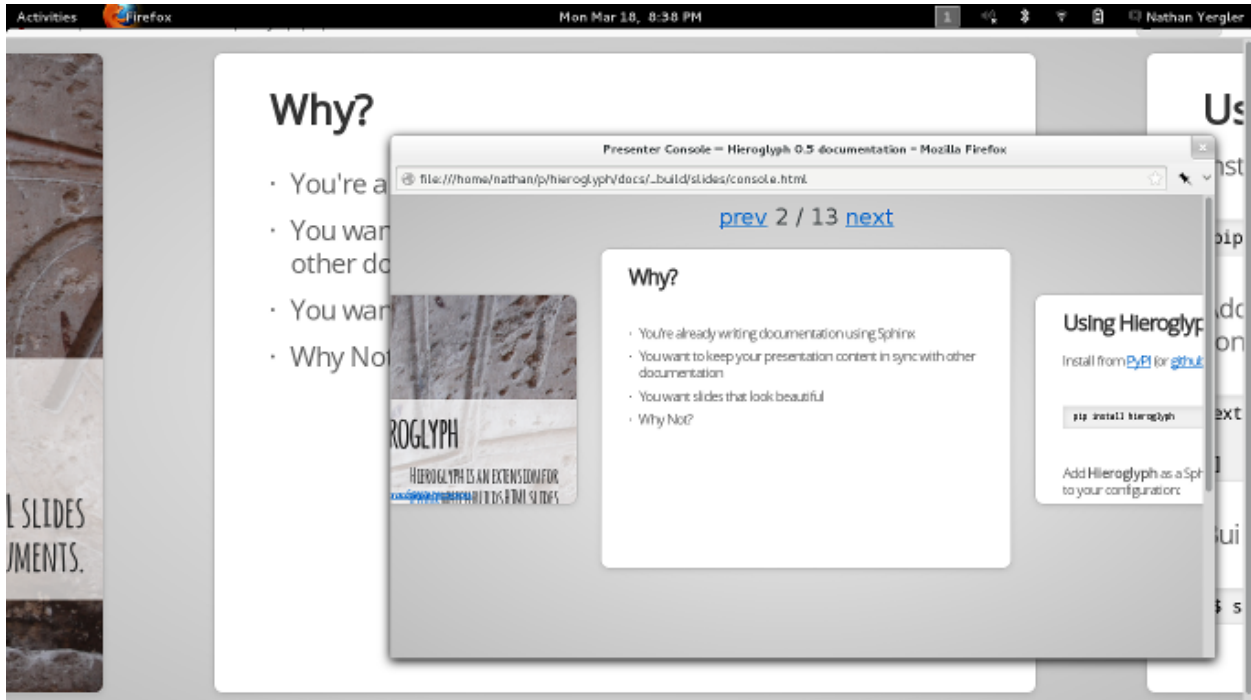 Activities Firefox Mon Mar 18, 8:38 PM 1 Nathan Yergler
Why?
· You're a
· You wan
other do
· You wan
· Why Not
L SLIDES
UMENTS.
Presenter Console — Hieroglyph 0.5 documentation - Mozilla Firefox
file:///home/nathan/p/hieroglyph/docs/_build/slides/console.html
prev 2 / 13 next
ROGLYPH
HIEROGLYPH IS AN EXTENSION FOR
HTML SLIDES
Why?
· You're already writing documentation using Sphinx
· You want to keep your presentation content in sync with other
documentation
· You want slides that look beautiful
· Why Not?
Using Hieroglyp
Install from PyPI (or github
pip install hieroglyph
Add Hieroglyph as a Sph
to your configuration:
Us
nst
pip
Ad
on
ext
]
Bui
$ s